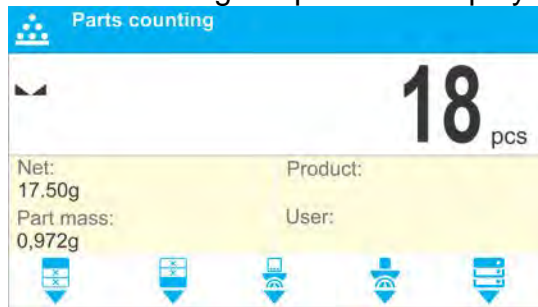 Parts counting
18 pcs
Net:
17.50g
Product:
Part mass:
0,972g
User: